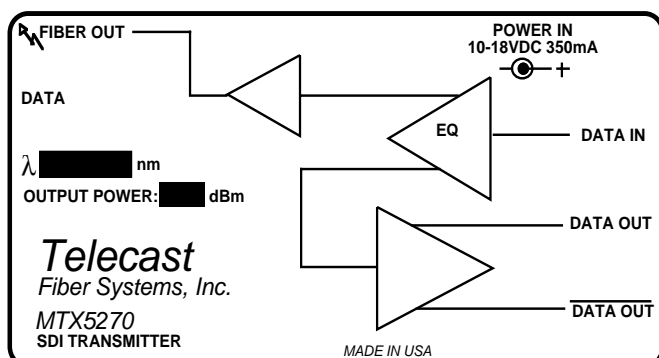 FIBER OUT
POWER IN
10-18VDC 350mA
+
DATA
EQ
DATA IN
λ nm
OUTPUT POWER: dBm
DATA OUT
Telecast
Fiber Systems, Inc.
MTX5270
SDI TRANSMITTER
DATA OUT
MADE IN USA